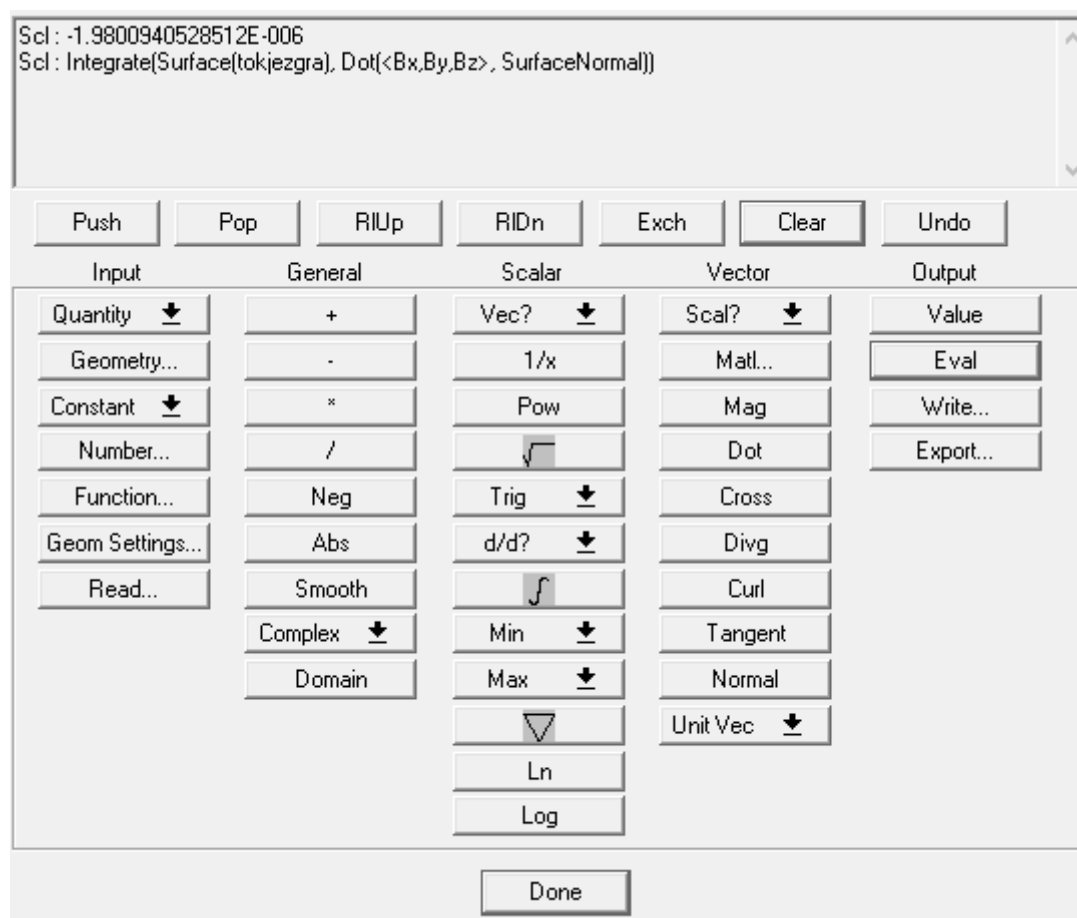 Scl : -1.9800940528512E-006
Scl : Integrate(Surface(tokjezgra), Dot(<Bx,By,Bz>, SurfaceNormal))
Push Pop RlUp RlDn Exch Clear Undo
Input General Scalar Vector Output
Quantity + Vec? Scal? Value
Geometry... - 1/x Matl... Eval
Constant * Pow Mag Write...
Number... / √ Dot Export...
Function... Neg Trig Cross
Geom Settings... Abs d/d? Divg
Read... Smooth ∫ Curl
Complex Min Tangent
Domain Max Normal
▽ Unit Vec
Ln
Log
Done